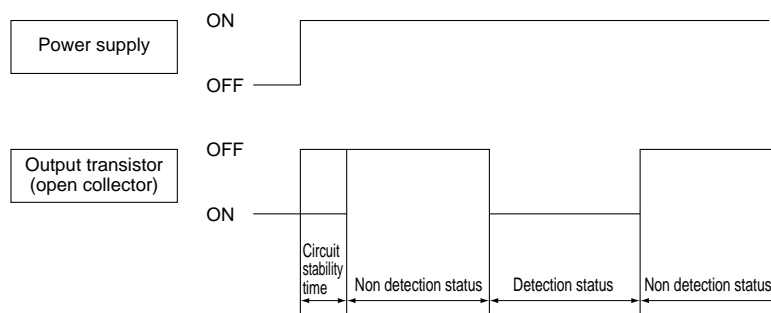 ON
Power supply
OFF
OFF
Output transistor
(open collector)
ON
Circuit
stability
time
Non detection status
Detection status
Non detection status